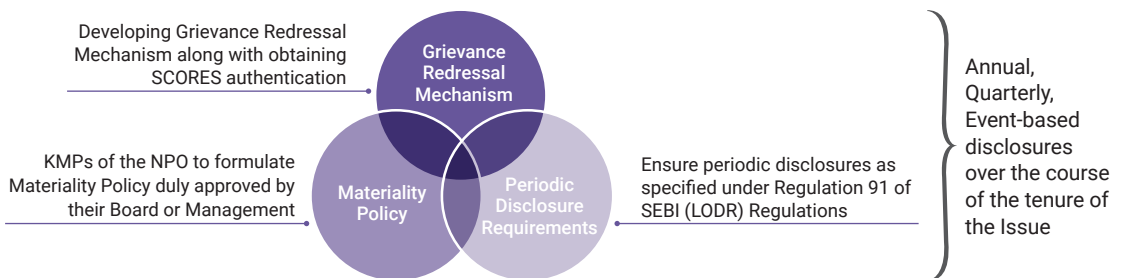 Developing Grievance Redressal
Mechanism along with obtaining
SCORES authentication
Grievance
Redressal
Mechanism
KMPs of the NPO to formulate
Materiality Policy duly approved by
their Board or Management
Materiality
Policy
Periodic
Disclosure
Requirements
Ensure periodic disclosures as
specified under Regulation 91 of
SEBI (LODR) Regulations
Annual,
Quarterly,
Event-based
disclosures
over the course
of the tenure of
the Issue